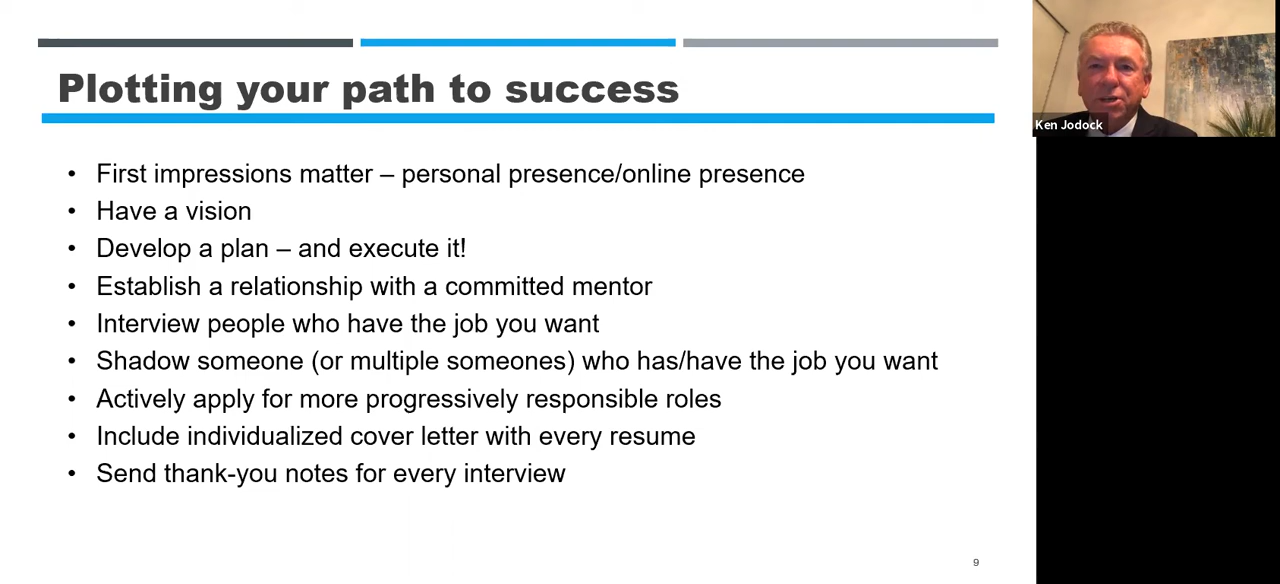 Plotting your path to success
Ken Jodock
• First impressions matter – personal presence/online presence
• Have a vision
• Develop a plan – and execute it!
• Establish a relationship with a committed mentor
• Interview people who have the job you want
• Shadow someone (or multiple someones) who has/have the job you want
• Actively apply for more progressively responsible roles
• Include individualized cover letter with every resume
• Send thank-you notes for every interview
9